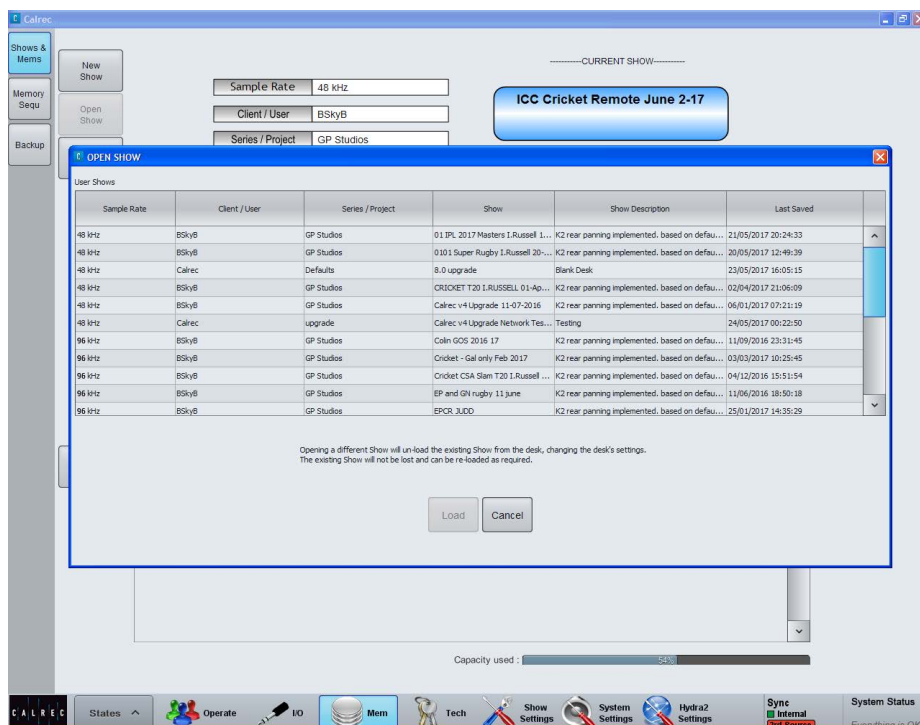 Calrec
Shows & Mems
Memory Sequ
Backup
New Show
Open Show
Sample Rate 48 kHz
Client / User BSkyB
Series / Project GP Studios
-----------CURRENT SHOW-----------
ICC Cricket Remote June 2-17
OPEN SHOW
User Shows
Sample Rate Client / User Series / Project Show Show Description Last Saved
48 kHz BSkyB GP Studios 01 IPL 2017 Masters I.Russell 1... K2 rear panning implemented. based on defau... 21/05/2017 20:24:33
48 kHz BSkyB GP Studios 0101 Super Rugby I.Russell 20-... K2 rear panning implemented. based on defau... 20/05/2017 12:49:39
48 kHz Calrec Defaults 8.0 upgrade Blank Desk 23/05/2017 16:05:15
48 kHz BSkyB GP Studios CRICKET T20 I.RUSSELL 01-Ap... K2 rear panning implemented. based on defau... 02/04/2017 21:06:09
48 kHz BSkyB GP Studios Calrec v4 Upgrade 11-07-2016 K2 rear panning implemented. based on defau... 06/01/2017 07:21:19
48 kHz Calrec upgrade Calrec v4 Upgrade Network Tes... Testing 24/05/2017 00:22:50
96 kHz BSkyB GP Studios Colin GOS 2016 17 K2 rear panning implemented. based on defau... 11/09/2016 23:31:45
96 kHz BSkyB GP Studios Cricket - Gal only Feb 2017 K2 rear panning implemented. based on defau... 03/03/2017 10:25:45
96 kHz BSkyB GP Studios Cricket CSA Slam T20 I.Russell ... K2 rear panning implemented. based on defau... 04/12/2016 15:51:54
96 kHz BSkyB GP Studios EP and GN rugby 11 june K2 rear panning implemented. based on defau... 11/06/2016 18:50:18
96 kHz BSkyB GP Studios EPCR JUDD K2 rear panning implemented. based on defau... 25/01/2017 14:35:29
Opening a different Show will un-load the existing Show from the desk, changing the desk's settings.
The existing Show will not be lost and can be re-loaded as required.
Load Cancel
Capacity used : 54%
CALREC States Operate I/O Mem Tech Show Settings System Settings Hydra2 Settings
Sync
Internal
System Status